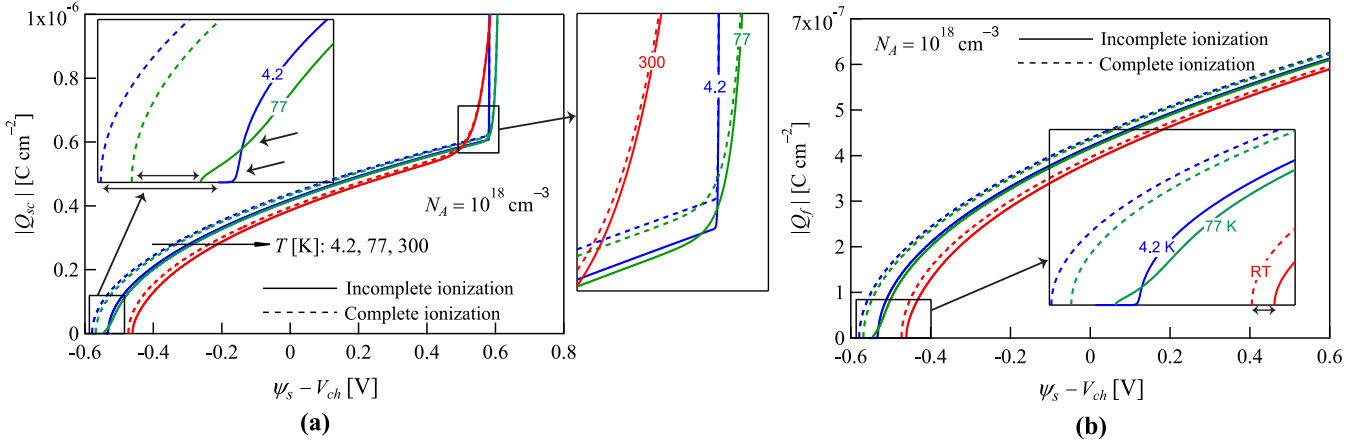 1x10⁻⁶
0.8
0.6
0.4
0.2
0
|Q_sc| [C cm⁻²]
-0.6
-0.4
-0.2
0
0.2
0.4
0.6
0.8
ψ_s − V_ch [V]
4.2
77
N_A = 10¹⁸ cm⁻³
T [K]: 4.2, 77, 300
Incomplete ionization
Complete ionization
300
77
4.2
(a)
7x10⁻⁷
6
5
4
3
2
1
0
|Q_f| [C cm⁻²]
-0.6
-0.4
-0.2
0
0.2
0.4
0.6
ψ_s − V_ch [V]
N_A = 10¹⁸ cm⁻³
Incomplete ionization
Complete ionization
4.2 K
77 K
RT
(b)